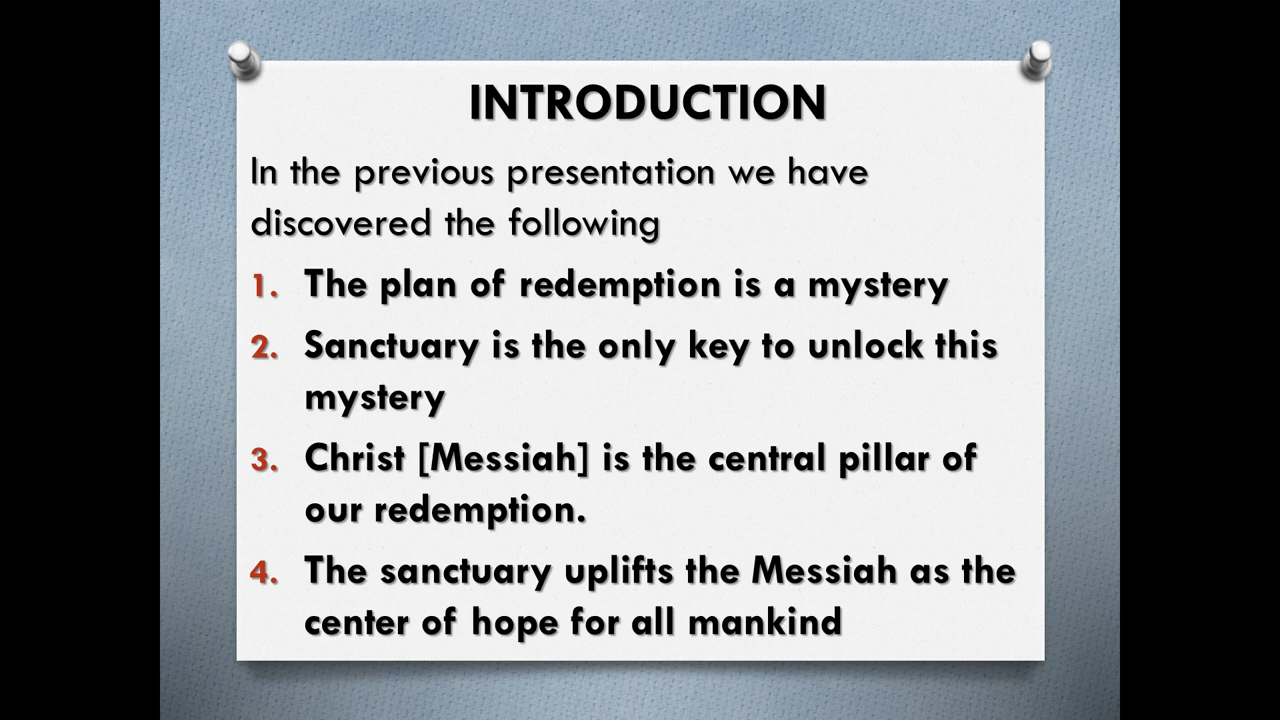 INTRODUCTION
In the previous presentation we have
discovered the following
1. The plan of redemption is a mystery
2. Sanctuary is the only key to unlock this
mystery
3. Christ [Messiah] is the central pillar of
our redemption.
4. The sanctuary uplifts the Messiah as the
center of hope for all mankind